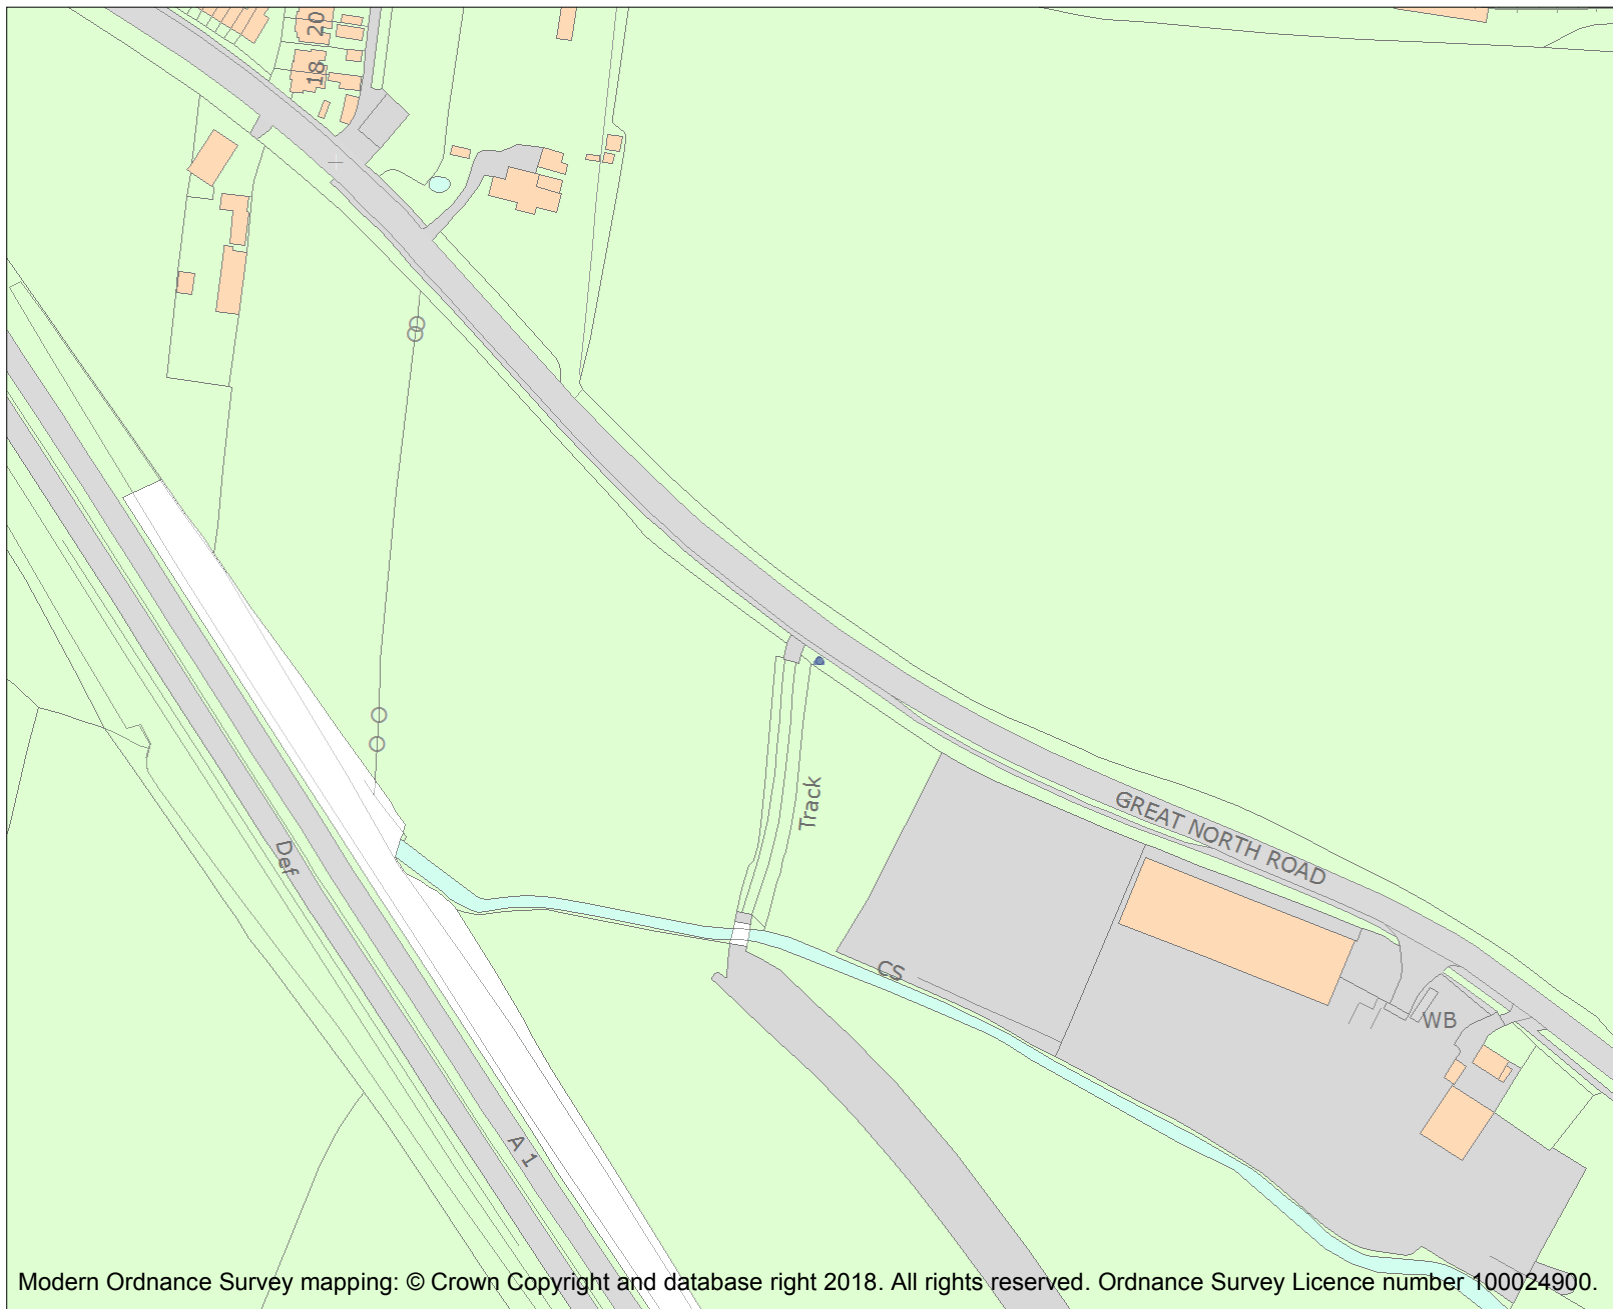 20
18
Track
GREAT NORTH ROAD
Def
CS
WB
A 1
Modern Ordnance Survey mapping: © Crown Copyright and database right 2018. All rights reserved. Ordnance Survey Licence number 100024900.